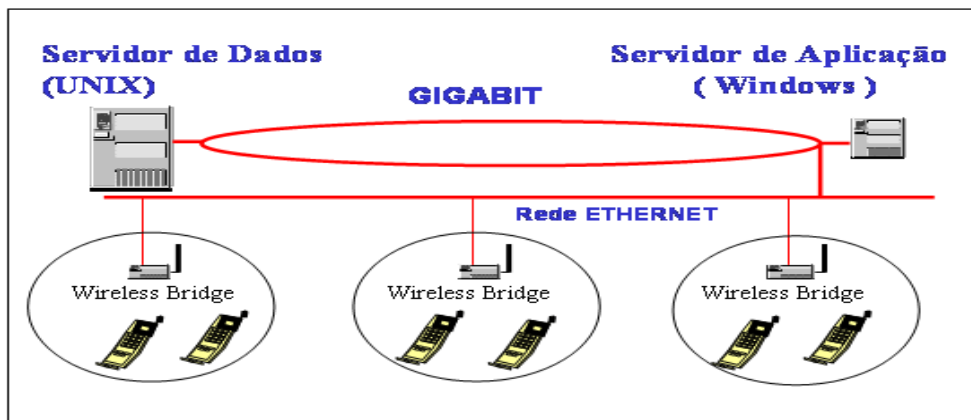 Servidor de Dados
(UNIX)
Servidor de Aplicação
( Windows )
GIGABIT
Rede ETHERNET
Wireless Bridge
Wireless Bridge
Wireless Bridge